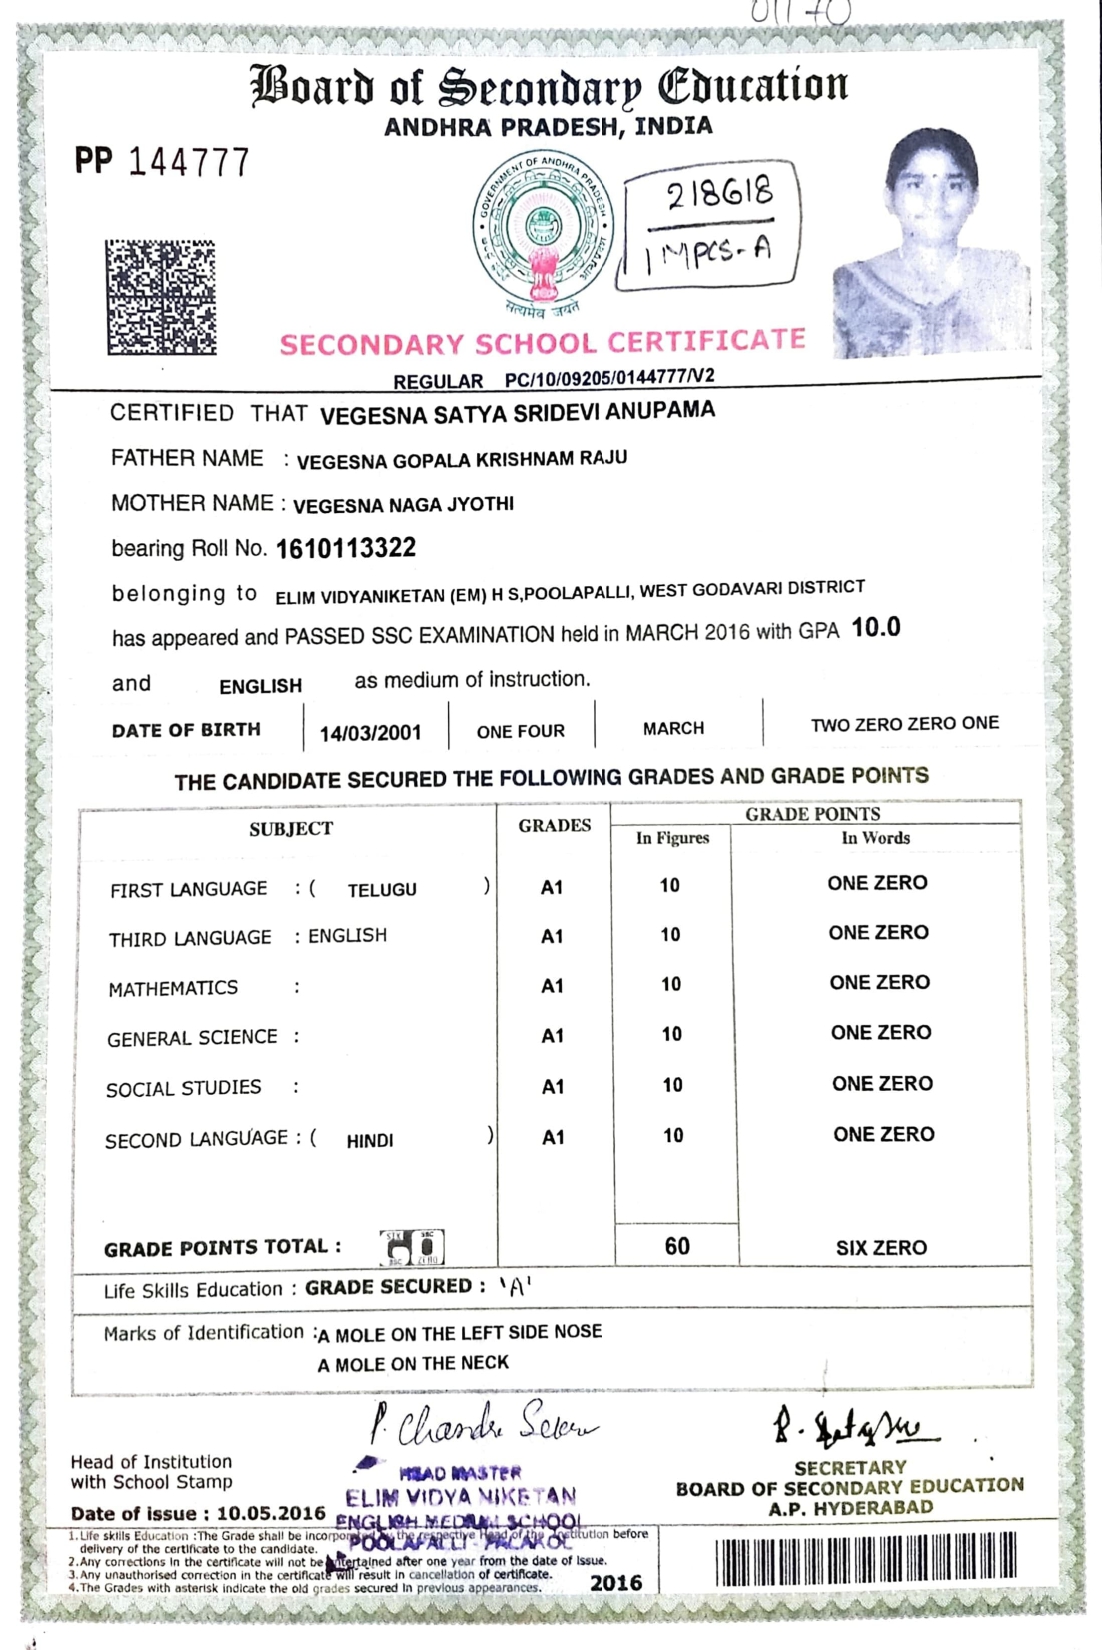 Board of Secondary Education
ANDHRA PRADESH, INDIA
PP 144777
GOVERNMENT OF ANDHRA PRADESH
सत्यमेव जयते
218618
1 MPCS-A
SECONDARY SCHOOL CERTIFICATE
REGULAR PC/10/09205/0144777/V2
CERTIFIED THAT VEGESNA SATYA SRIDEVI ANUPAMA
FATHER NAME : VEGESNA GOPALA KRISHNAM RAJU
MOTHER NAME : VEGESNA NAGA JYOTHI
bearing Roll No. 1610113322
belonging to ELIM VIDYANIKETAN (EM) H S,POOLAPALLI, WEST GODAVARI DISTRICT
has appeared and PASSED SSC EXAMINATION held in MARCH 2016 with GPA 10.0
and ENGLISH as medium of instruction.
DATE OF BIRTH 14/03/2001 ONE FOUR MARCH TWO ZERO ZERO ONE
THE CANDIDATE SECURED THE FOLLOWING GRADES AND GRADE POINTS
SUBJECT GRADES GRADE POINTS
In Figures In Words
FIRST LANGUAGE : ( TELUGU ) A1 10 ONE ZERO
THIRD LANGUAGE : ENGLISH A1 10 ONE ZERO
MATHEMATICS : A1 10 ONE ZERO
GENERAL SCIENCE : A1 10 ONE ZERO
SOCIAL STUDIES : A1 10 ONE ZERO
SECOND LANGUAGE : ( HINDI ) A1 10 ONE ZERO
GRADE POINTS TOTAL : 60 60 SIX ZERO
Life Skills Education : GRADE SECURED : 'A'
Marks of Identification : A MOLE ON THE LEFT SIDE NOSE
A MOLE ON THE NECK
P. Chandra
Head of Institution
with School Stamp
HEAD MASTER
ELIM VIDYA NIKETAN
ENGLISH MEDIUM SCHOOL
SECRETARY
BOARD OF SECONDARY EDUCATION
A.P. HYDERABAD
Date of issue : 10.05.2016
1.Life skills Education :The Grade shall be incorporated by the respective Head of the Institution before
delivery of the certificate to the candidate.
2.Any corrections in the certificate will not be entertained after one year from the date of Issue.
3.Any unauthorised correction in the certificate will result in cancellation of certificate.
4.The Grades with asterisk indicate the old grades secured in previous appearances.
2016